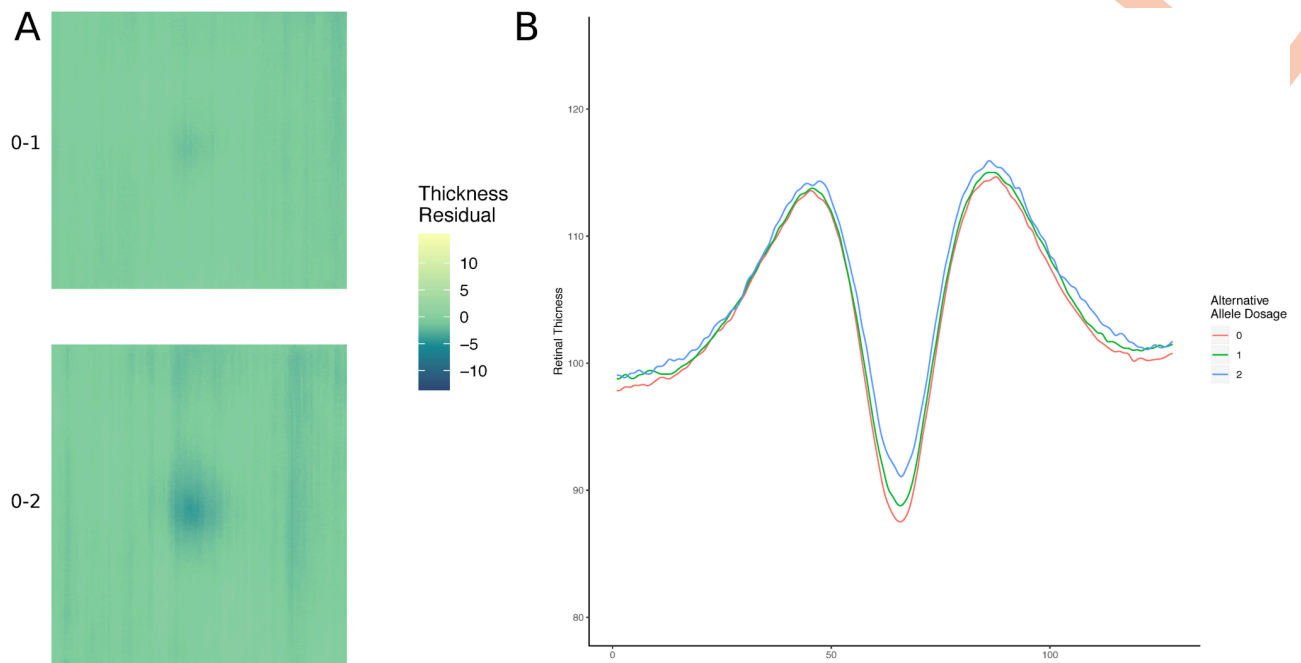 A
0-1
0-2
Thickness
Residual
10
5
0
−5
−10
B
Retinal Thicness
120
110
100
90
80
0
50
100
Alternative
Allele Dosage
0
1
2